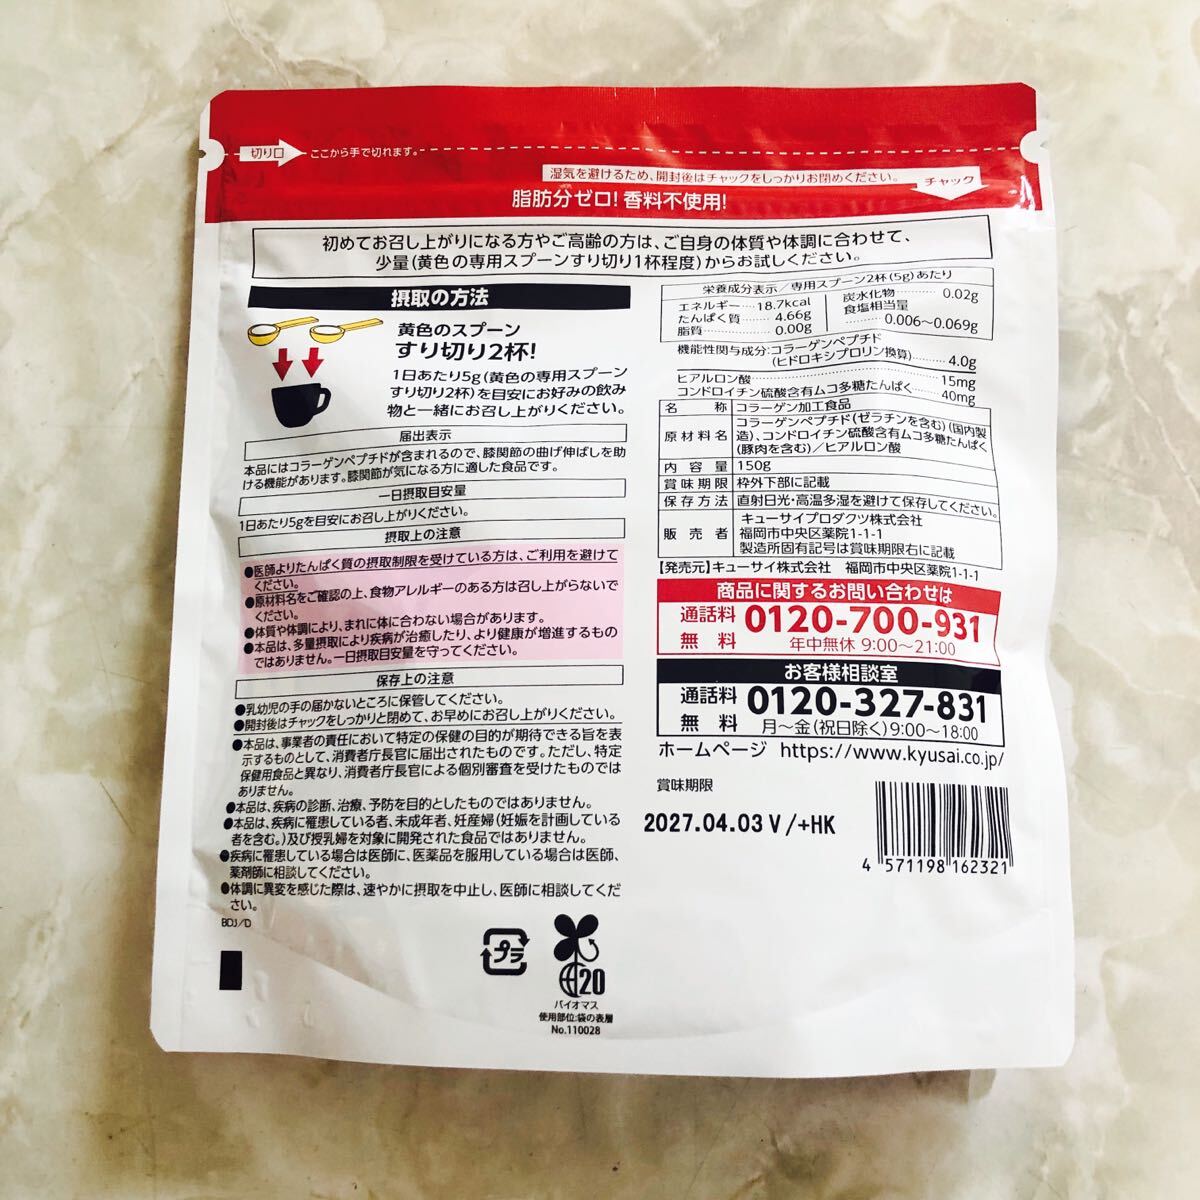 切り口
ここから手で切れます。
湿気を避けるため、開封後はチャックをしっかりお閉めください。
チャック
脂肪分ゼロ!香料不使用!
初めてお召し上がりになる方やご高齢の方は、ご自身の体質や体調に合わせて、
少量(黄色の専用スプーンすり切り1杯程度)からお試しください。
摂取の方法
黄色のスプーン
すり切り2杯!
1日あたり5g(黄色の専用スプーン
すり切り2杯)を目安にお好みの飲み
物と一緒にお召し上がりください。
届出表示
本品にはコラーゲンペプチドが含まれるので、膝関節の曲げ伸ばしを助
ける機能があります。膝関節が気になる方に適した食品です。
一日摂取目安量
1日あたり5gを目安にお召し上がりください。
摂取上の注意
●医師よりたんぱく質の摂取制限を受けている方は、ご利用を避けて
ください。
●原材料名をご確認の上、食物アレルギーのある方は召し上がらないで
ください。
●体質や体調により、まれに体に合わない場合があります。
●本品は、多量摂取により疾病が治癒したり、より健康が増進するもの
ではありません。一日摂取目安量を守ってください。
保存上の注意
●乳幼児の手の届かないところに保管してください。
●開封後はチャックをしっかりと閉めて、お早めにお召し上がりください。
●本品は、事業者の責任において特定の保健の目的が期待できる旨を表
示するものとして、消費者庁長官に届出されたものです。ただし、特定
保健用食品と異なり、消費者庁長官による個別審査を受けたものでは
ありません。
●本品は、疾病の診断、治療、予防を目的としたものではありません。
●本品は、疾病に罹患している者、未成年者、妊産婦(妊娠を計画している
者を含む。)及び授乳婦を対象に開発された食品ではありません。
●疾病に罹患している場合は医師に、医薬品を服用している場合は医師、
薬剤師に相談してください。
●体調に異変を感じた際は、速やかに摂取を中止し、医師に相談してくだ
さい。
BDJ/D
栄養成分表示/専用スプーン2杯(5g)あたり
エネルギー…18.7kcal
たんぱく質……4.66g
脂質……0.00g
炭水化物……0.02g
食塩相当量
……0.006〜0.069g
機能性関与成分:コラーゲンペプチド
(ヒドロキシプロリン換算)……4.0g
ヒアルロン酸……15mg
コンドロイチン硫酸含有ムコ多糖たんぱく……40mg
名称 コラーゲン加工食品
原材料名 コラーゲンペプチド(ゼラチンを含む)(国内製
造)、コンドロイチン硫酸含有ムコ多糖たんぱく
(豚肉を含む)/ヒアルロン酸
内容量 150g
賞味期限 枠外下部に記載
保存方法 直射日光・高温多湿を避けて保存してください。
販売者 キューサイプロダクツ株式会社
福岡市中央区薬院1-1-1
製造所固有記号は賞味期限右に記載
【発売元】キューサイ株式会社 福岡市中央区薬院1-1-1
商品に関するお問い合わせは
通話料無料 0120-700-931
年中無休 9:00〜21:00
お客様相談室
通話料無料 0120-327-831
月〜金(祝日除く)9:00〜18:00
ホームページ https://www.kyusai.co.jp/
賞味期限
2027.04.03 V /+HK
4 571198 162321
プラ
20
バイオマス
使用部位:袋の表層
No.110028